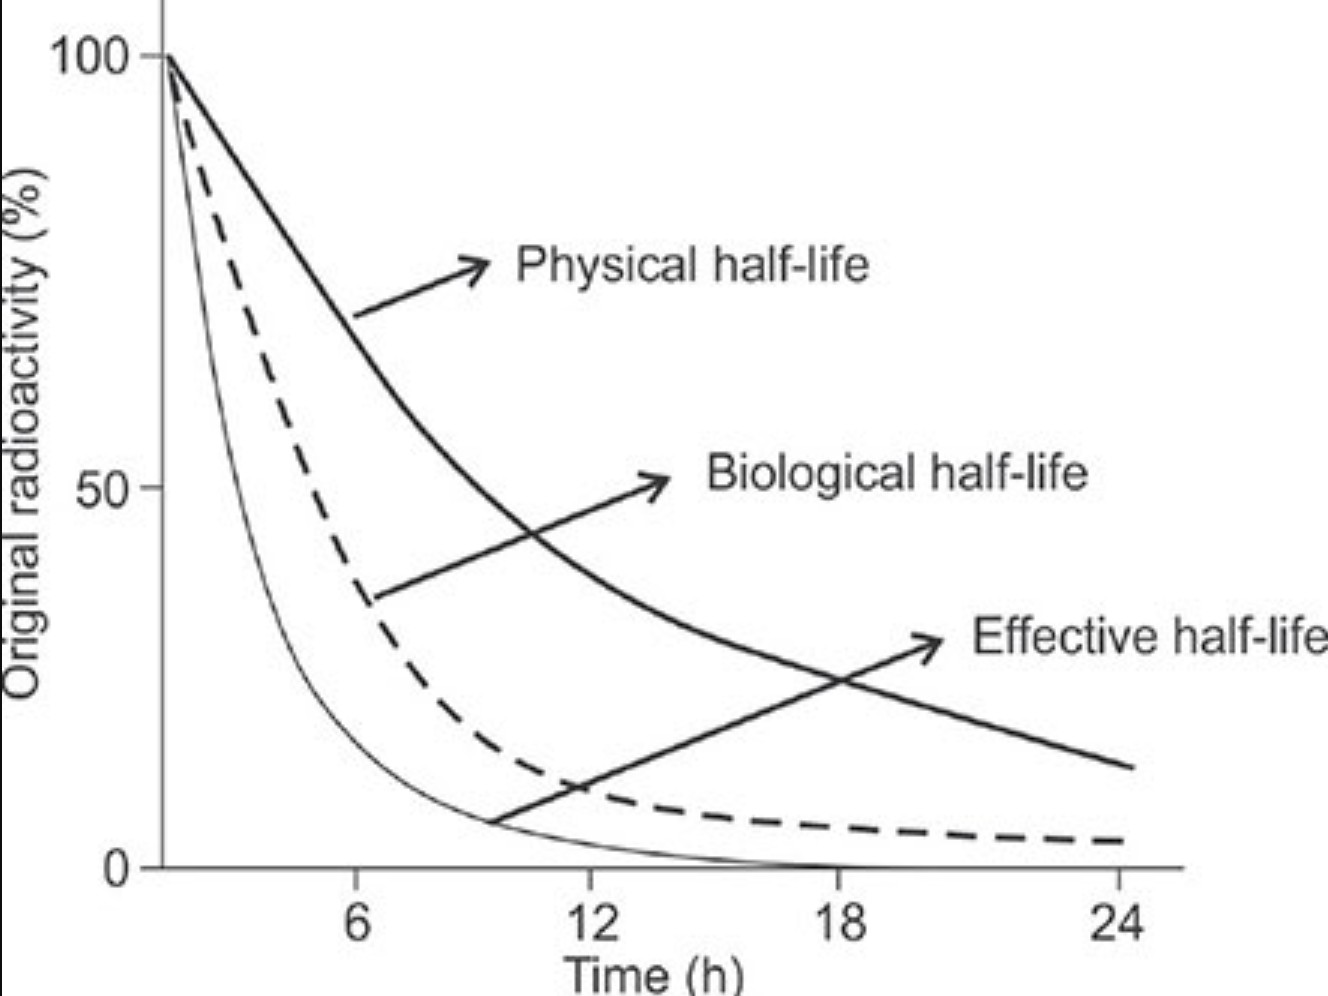 Original radioactivity (%)
100
50
0
Physical half-life
Biological half-life
Effective half-life
6 12 18 24
Time (h)